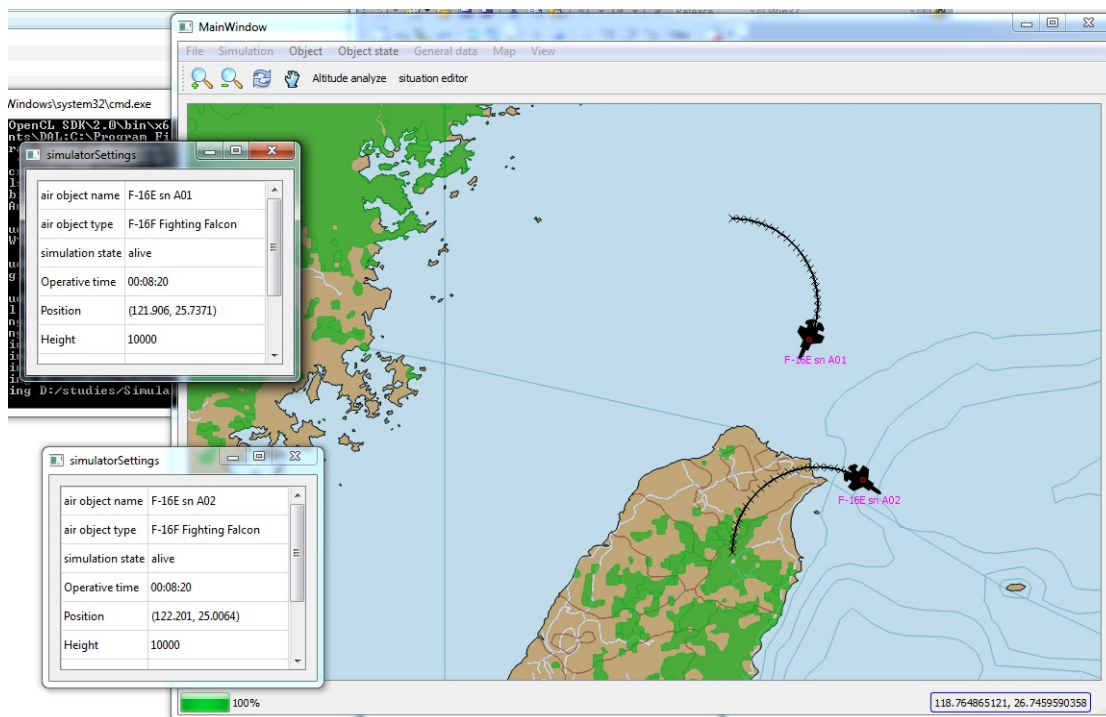 Release
Win32
MainWindow
File Simulation Object Object state General data Map View
Altitude analyze situation editor
Windows\system32\cmd.exe
OpenCL SDK\2.0\bin\x6
nts\DAL;C:\Program Fi
simulatorSettings
air object name F-16E sn A01
air object type F-16F Fighting Falcon
simulation state alive
Operative time 00:08:20
Position (121.906, 25.7371)
Height 10000
ing D:/studies/Simula
F-16E sn A01
simulatorSettings
air object name F-16E sn A02
air object type F-16F Fighting Falcon
simulation state alive
Operative time 00:08:20
Position (122.201, 25.0064)
Height 10000
F-16E sn A02
100%
118.764865121, 26.7459590358